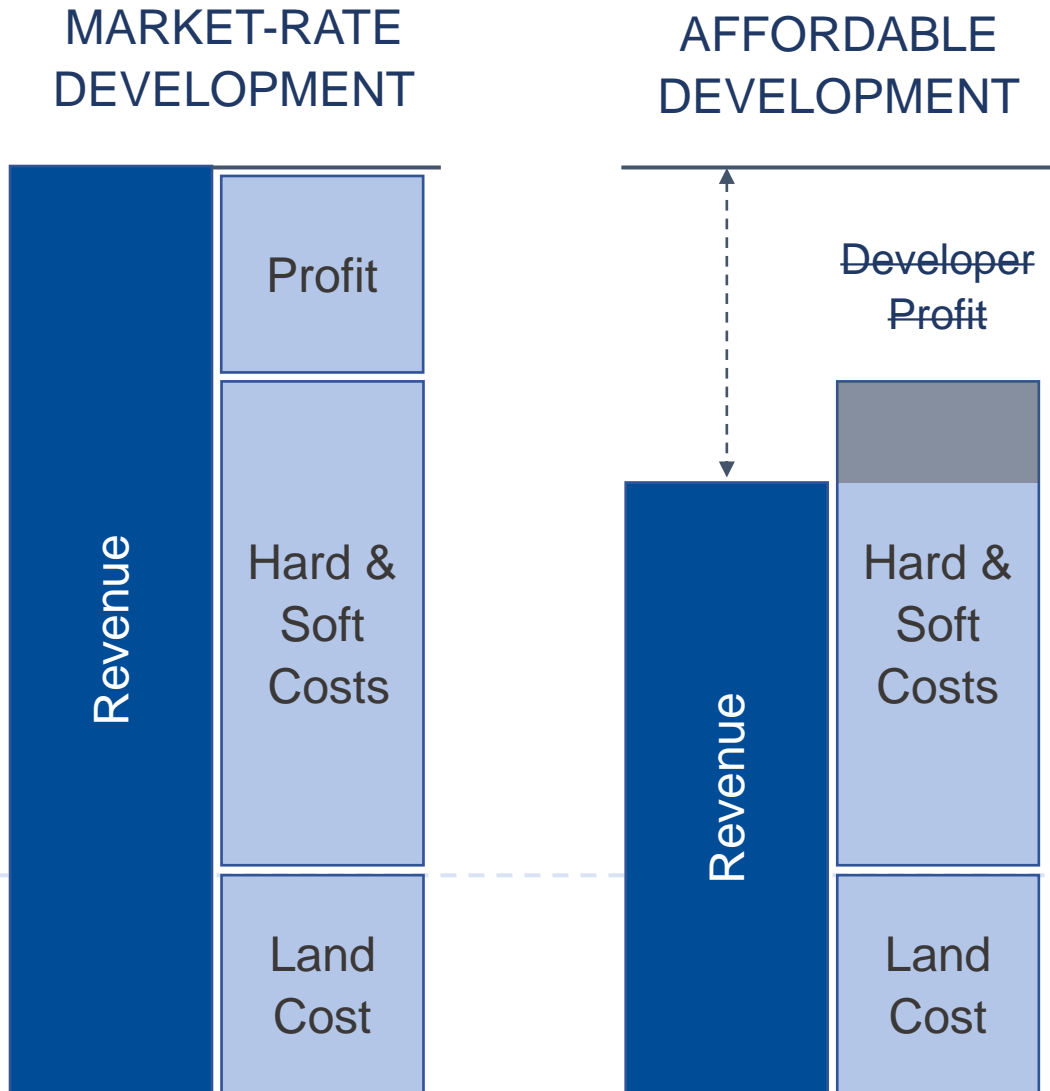 MARKET-RATE
DEVELOPMENT
Profit
Hard &
Soft
Costs
Revenue
Land
Cost
AFFORDABLE
DEVELOPMENT
Developer
Profit
Hard &
Soft
Costs
Revenue
Land
Cost